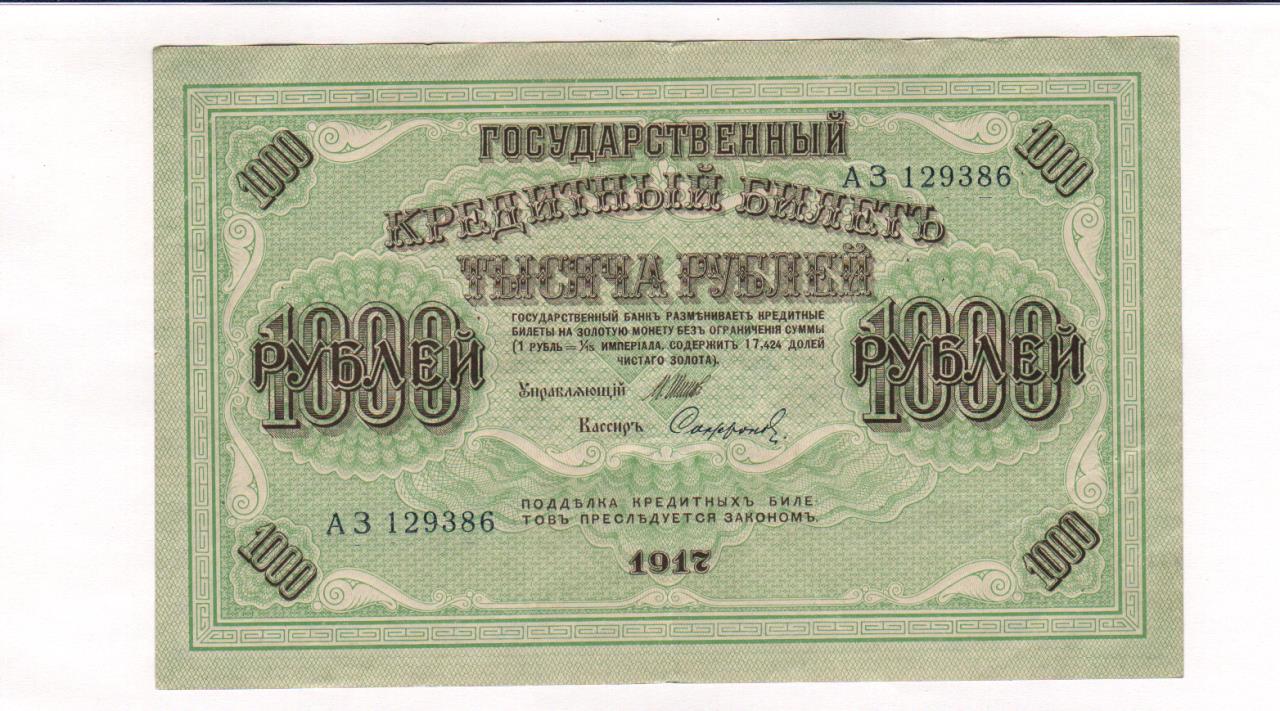 1000
ГОСУДАРСТВЕННЫЙ
1000
АЗ 129386
КРЕДИТНЫЙ БИЛЕТЪ
ТЫСЯЧА РУБЛЕЙ
ГОСУДАРСТВЕННЫЙ БАНКЪ РАЗМѢНИВАЕТЪ КРЕДИТНЫЕ
БИЛЕТЫ НА ЗОЛОТУЮ МОНЕТУ БЕЗЪ ОГРАНИЧЕНІЯ СУММЫ
(1 РУБЛЬ = 1/15 ИМПЕРІАЛА, СОДЕРЖИТЪ 17,424 ДОЛЕЙ
ЧИСТАГО ЗОЛОТА).
1000
РУБЛЕЙ
1000
РУБЛЕЙ
Управляющій
Кассиръ
Сафронов
ПОДДѢЛКА КРЕДИТНЫХЪ БИЛЕ-
ТОВЪ ПРЕСЛѢДУЕТСЯ ЗАКОНОМЪ.
АЗ 129386
1917
1000
1000